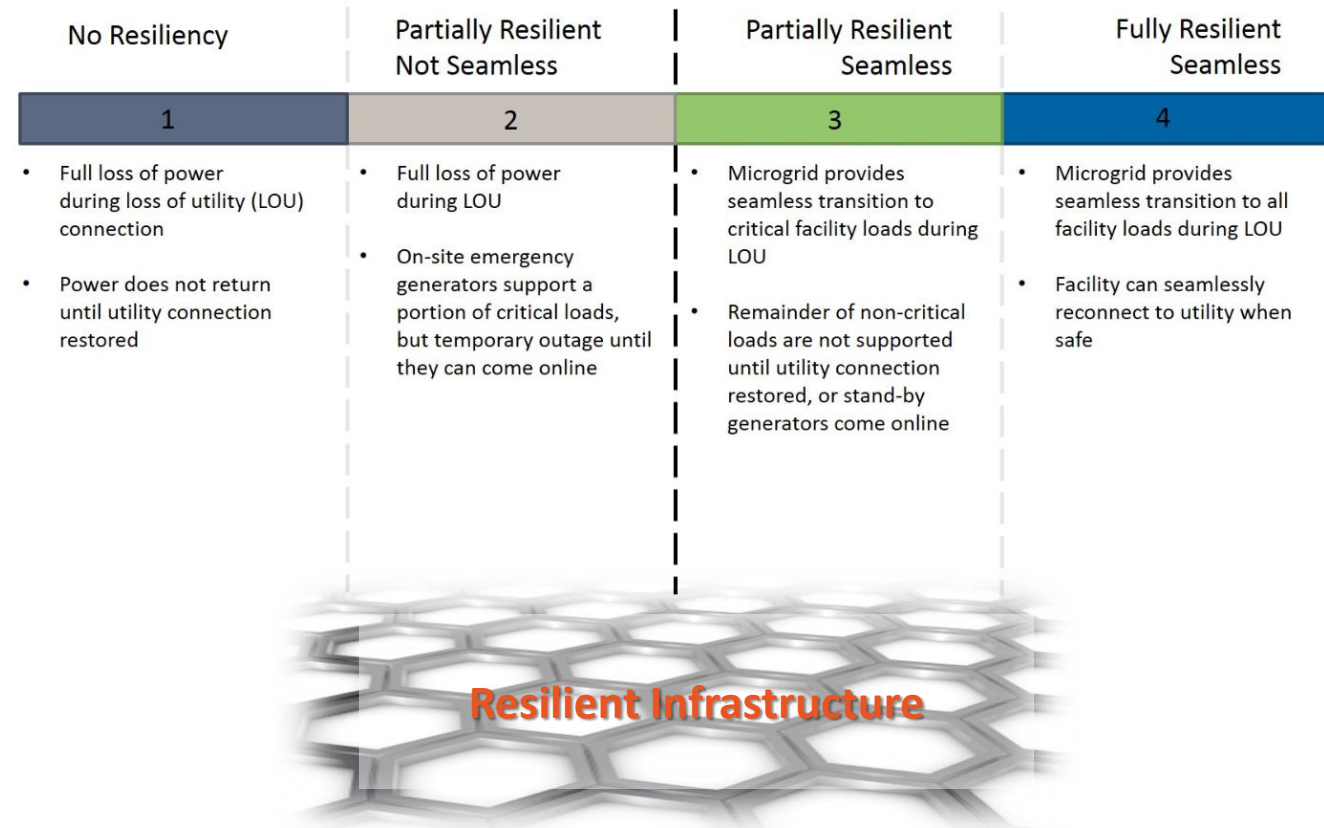 No Resiliency
Partially Resilient
Not Seamless
Partially Resilient
Seamless
Fully Resilient
Seamless
1
2
3
4
• Full loss of power
during loss of utility (LOU)
connection
• Power does not return
until utility connection
restored
• Full loss of power
during LOU
• On-site emergency
generators support a
portion of critical loads,
but temporary outage until
they can come online
• Microgrid provides
seamless transition to
critical facility loads during
LOU
• Remainder of non-critical
loads are not supported
until utility connection
restored, or stand-by
generators come online
• Microgrid provides
seamless transition to all
facility loads during LOU
• Facility can seamlessly
reconnect to utility when
safe
Resilient Infrastructure